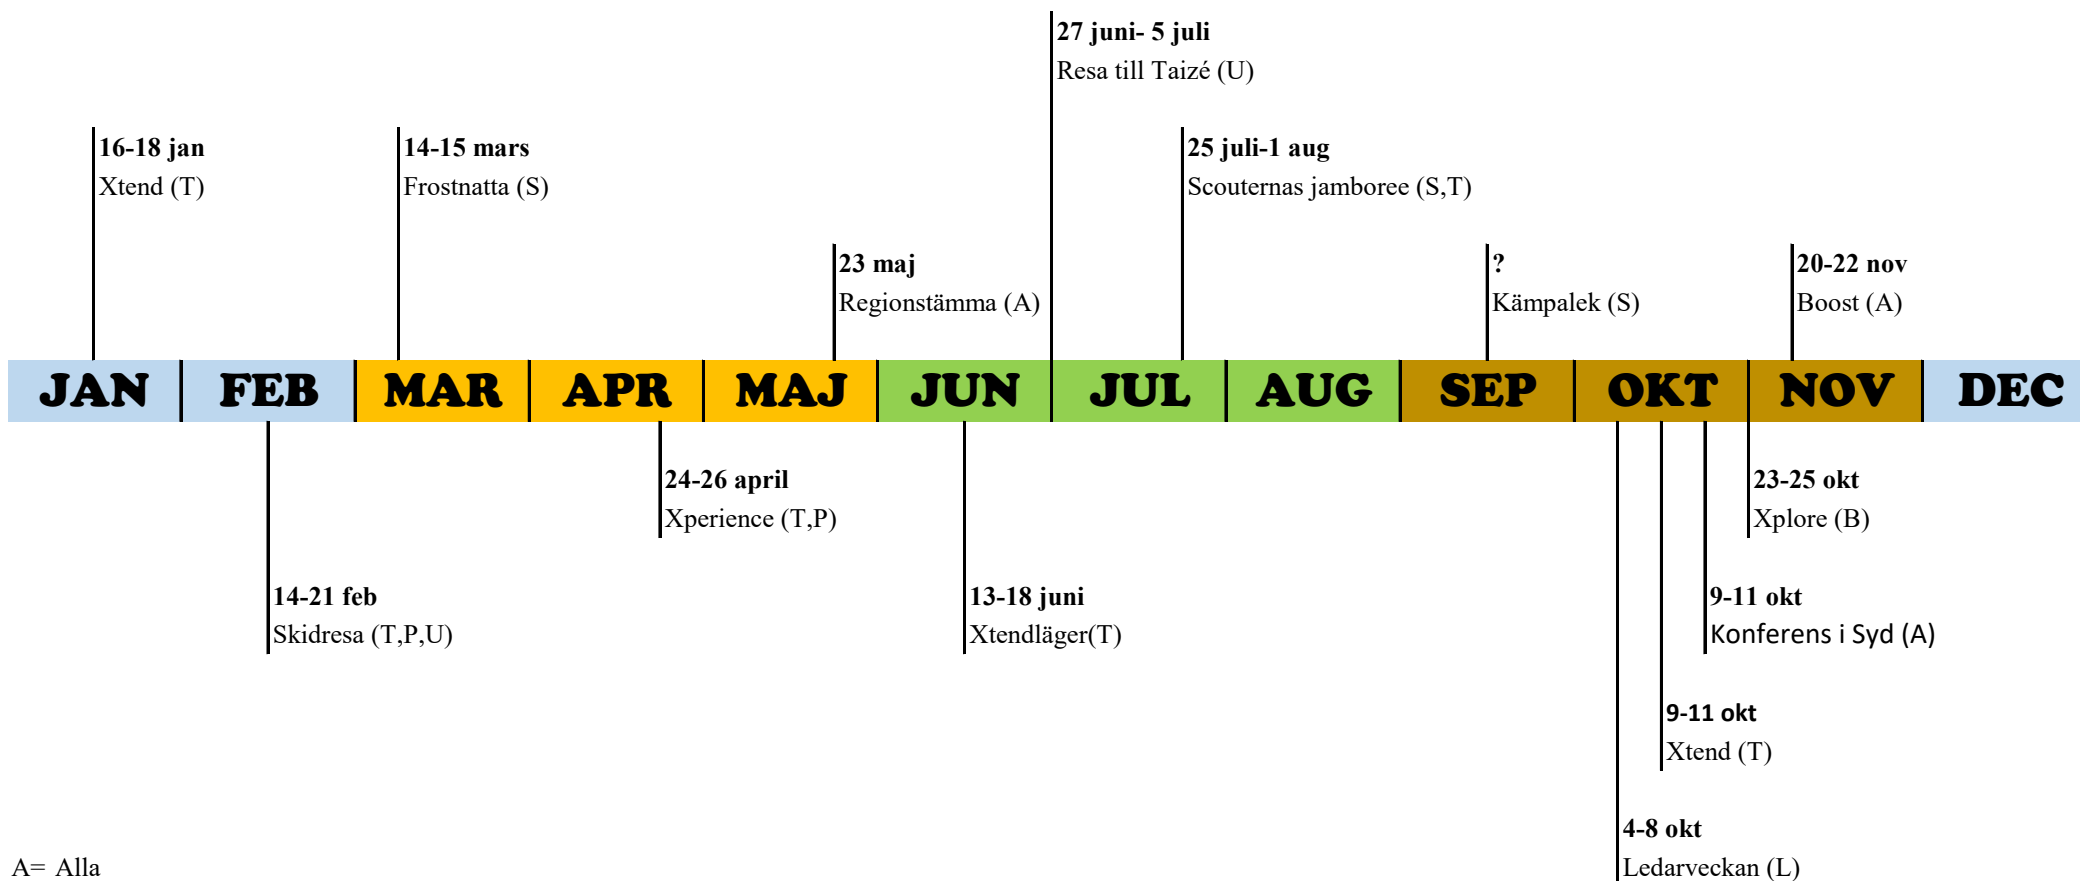 27 juni- 5 juli
Resa till Taizé (U)
16-18 jan
Xtend (T)
14-15 mars
Frostnatta (S)
25 juli-1 aug
Scouternas jamboree (S,T)
23 maj
Regionstämma (A)
?
Kämpalek (S)
20-22 nov
Boost (A)
JAN FEB MAR APR MAJ JUN JUL AUG SEP OKT NOV DEC
24-26 april
Xperience (T,P)
23-25 okt
Xplore (B)
14-21 feb
Skidresa (T,P,U)
13-18 juni
Xtendläger(T)
9-11 okt
Konferens i Syd (A)
9-11 okt
Xtend (T)
4-8 okt
Ledarveckan (L)
A= Alla